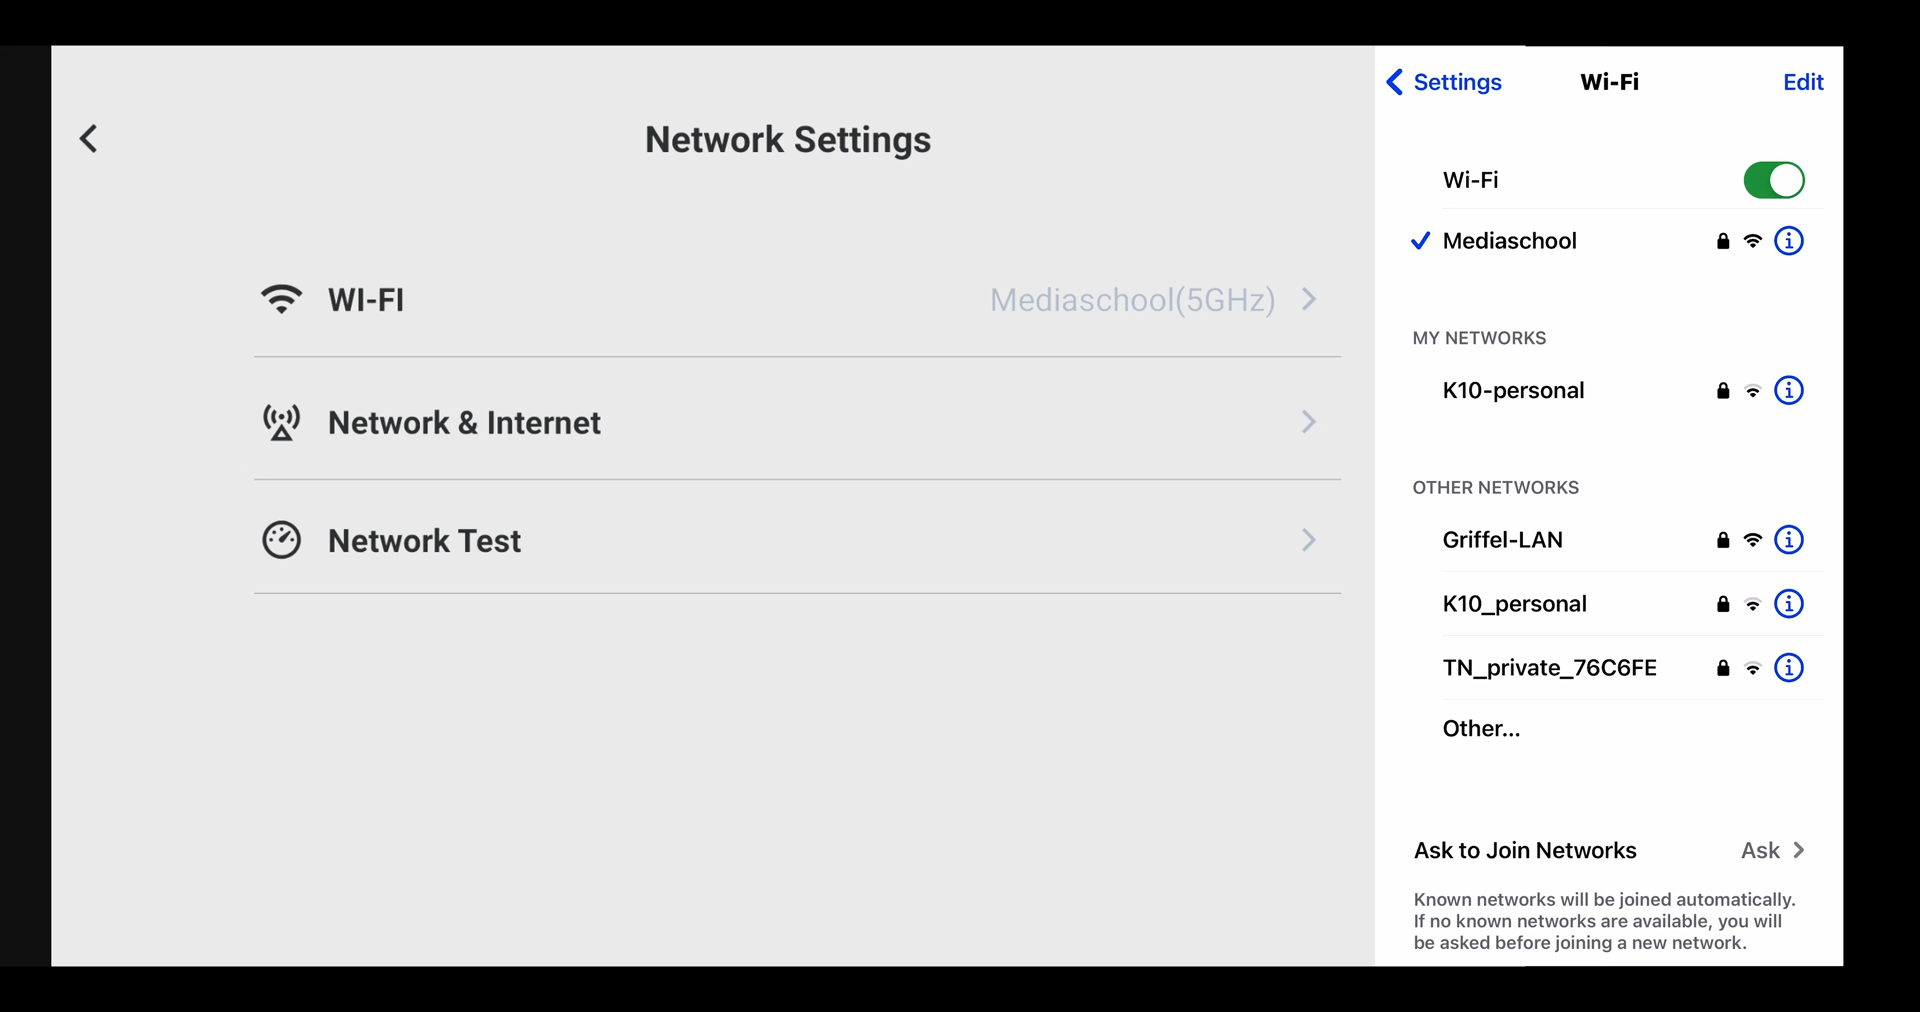 Network Settings
WI-FI
Mediaschool(5GHz)
Network & Internet
Network Test
Settings
Wi-Fi
Edit
Wi-Fi
Mediaschool
MY NETWORKS
K10-personal
OTHER NETWORKS
Griffel-LAN
K10_personal
TN_private_76C6FE
Other...
Ask to Join Networks
Ask
Known networks will be joined automatically.
If no known networks are available, you will
be asked before joining a new network.